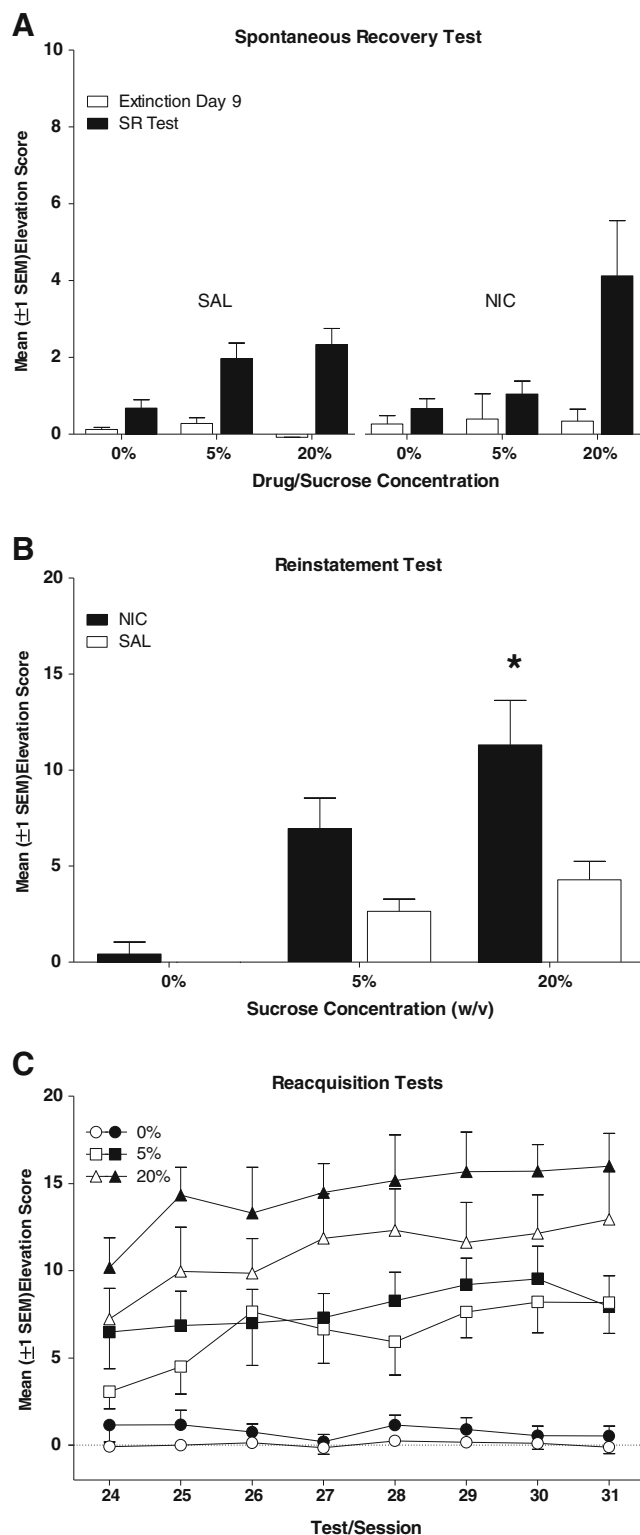 A
Spontaneous Recovery Test
Mean (±1 SEM)Elevation Score
10
8
6
4
2
0
Extinction Day 9
SR Test
SAL
NIC
0% 5% 20% 0% 5% 20%
Drug/Sucrose Concentration
B
Reinstatement Test
Mean (±1 SEM)Elevation Score
20
15
10
5
0
NIC
SAL
*
0% 5% 20%
Sucrose Concentration (w/v)
C
Reacquisition Tests
Mean (±1 SEM)Elevation Score
20
15
10
5
0
0%
5%
20%
24 25 26 27 28 29 30 31
Test/Session